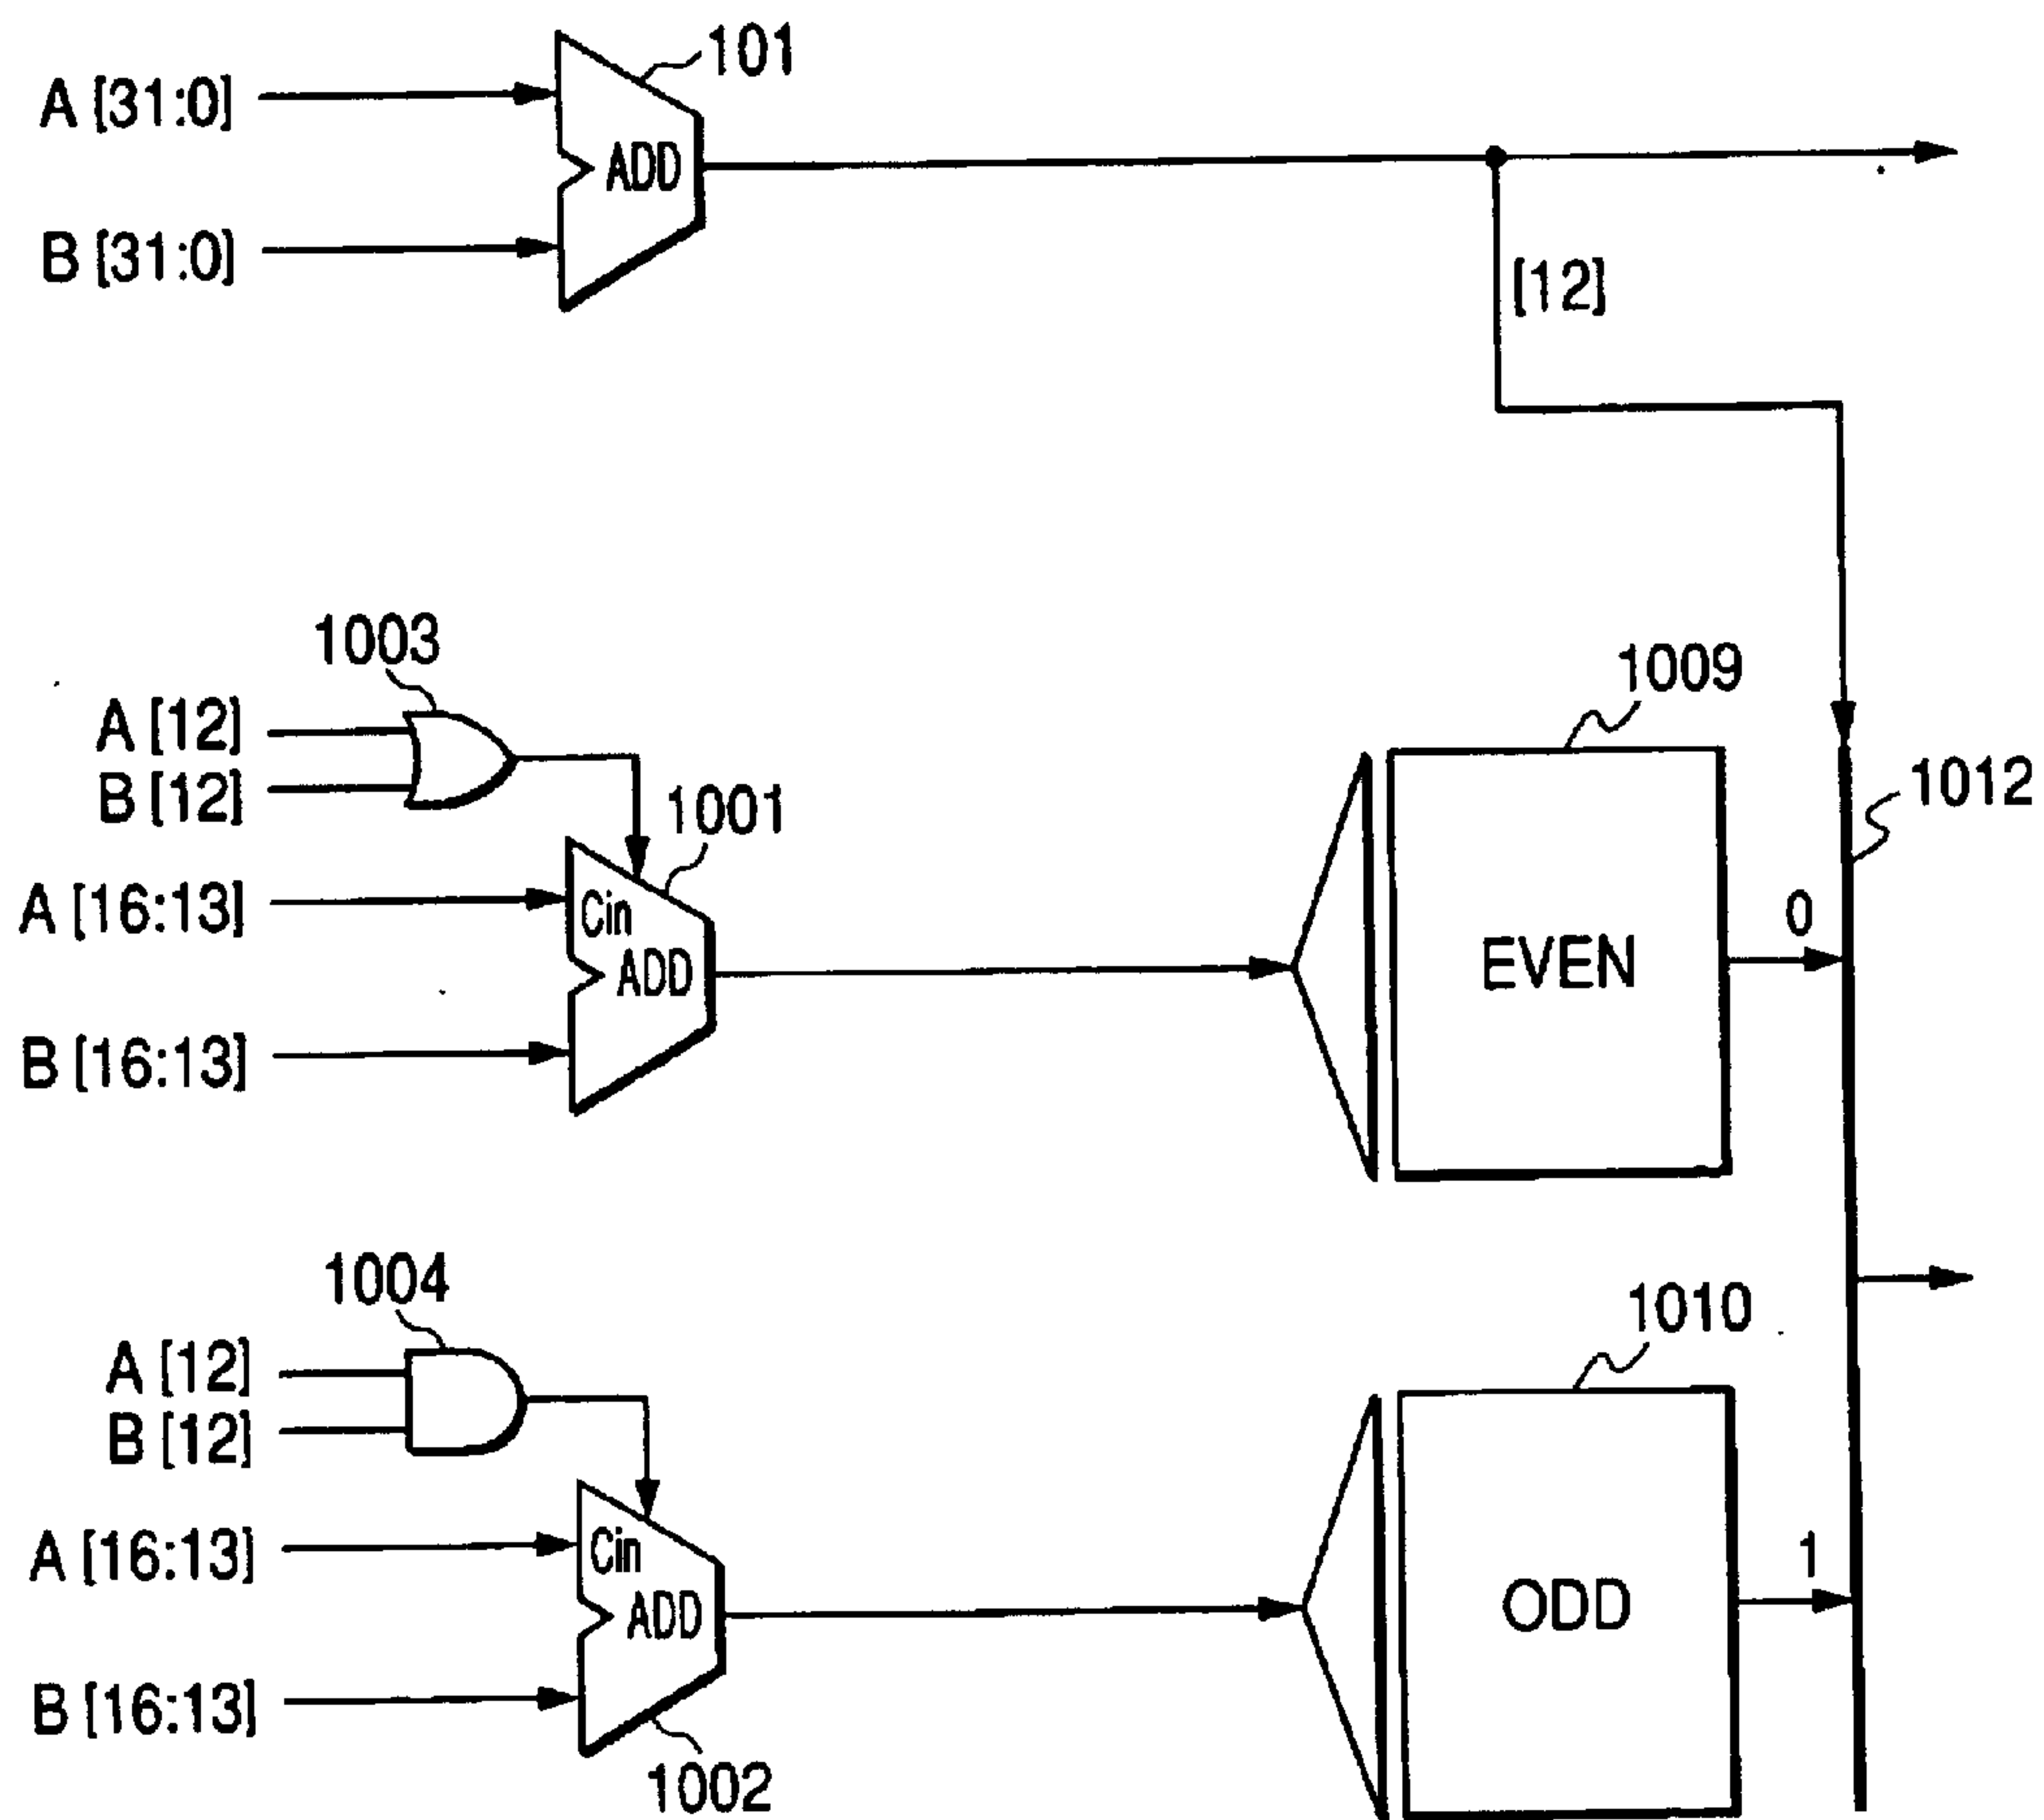 101
A [31:0]
ADD
B [31:0]
[12]
1003
1009
A [12]
B [12]
1001
1012
A [16:13]
Cin
ADD
EVEN
0
B [16:13]
1004
1010
A [12]
B [12]
A [16:13]
Cin
ADD
ODD
1
B [16:13]
1002